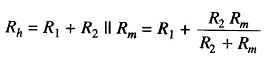 R_h = R_1 + R_2 || R_m = R_1 + \frac{R_2 R_m}{R_2 + R_m}